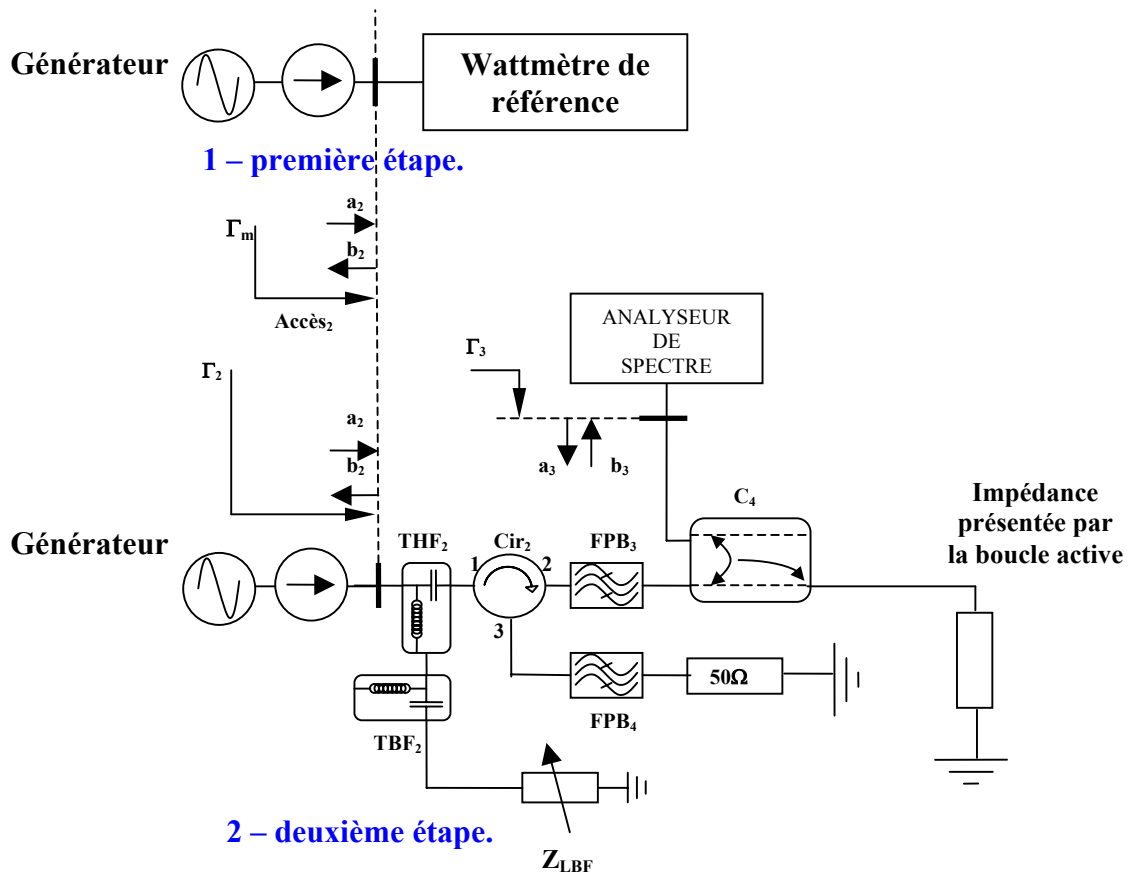 Générateur
Wattmètre de
référence
1 – première étape.
a2
Γm
b2
Accès2
ANALYSEUR
DE
SPECTRE
Γ3
Γ2
a2
b2
a3
b3
C4
Impédance
présentée par
la boucle active
Générateur
THF2
Cir2
FPB3
1
2
3
50Ω
FPB4
TBF2
2 – deuxième étape.
ZLBF